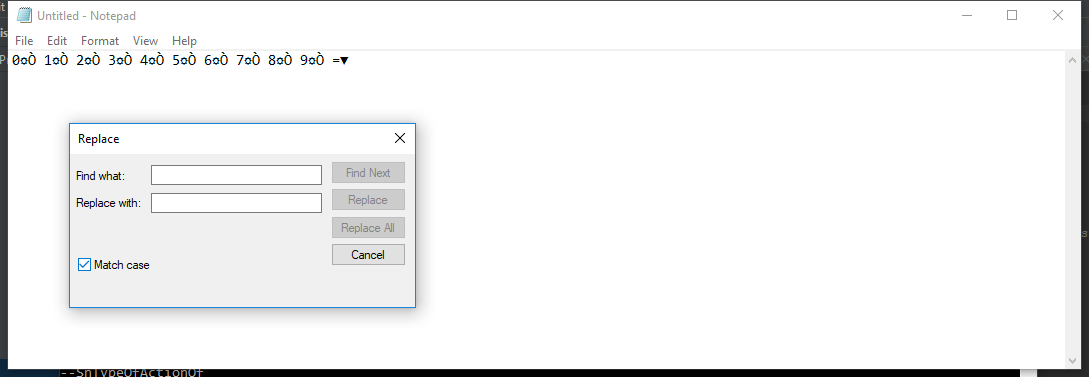 Untitled - Notepad
File Edit Format View Help
0¤Ò 1¤Ò 2¤Ò 3¤Ò 4¤Ò 5¤Ò 6¤Ò 7¤Ò 8¤Ò 9¤Ò =▼
Replace
Find what:
Find Next
Replace with:
Replace
Replace All
Cancel
Match case
--ShTypeOfActionOf